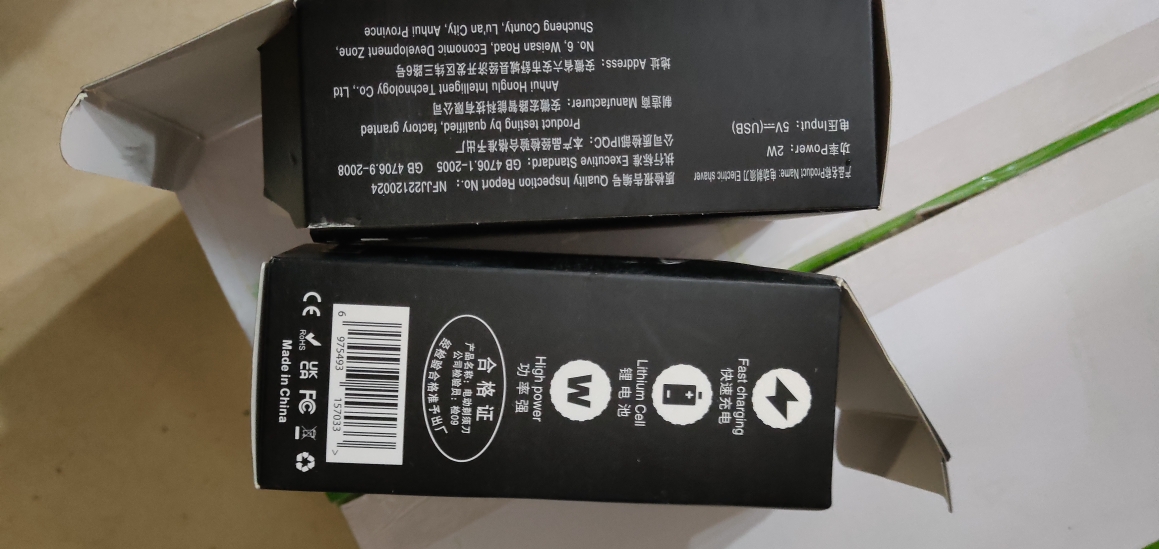 产品名称Product Name: 电动剃须刀 Electric shaver
功率Power: 2W
电压Input: 5V⎓(USB)
质检报告编号 Quality Inspection Report No.: NFJJ22120024
执行标准 Executive Standard: GB 4706.1-2005 GB 4706.9-2008
公司质检部IPQC: 本产品经检验合格准予出厂
Product testing by qualified, factory granted
制造商 Manufacturer: 安徽宏路智能科技有限公司
Anhui Honglu Intelligent Technology Co., Ltd
地址 Address: 安徽省六安市舒城县经济开发区纬三路6号
No. 6, Weisan Road, Economic Development Zone,
Shucheng County, Lu'an City, Anhui Province
Fast charging
快速充电
Lithium Cell
锂电池
W
High power
功率强
合格证
产品名称: 电动剃须刀
公司检验员: 检09
经检验合格准予出厂
6 975493 157033 >
CE RoHS UK CA FC
Made in China